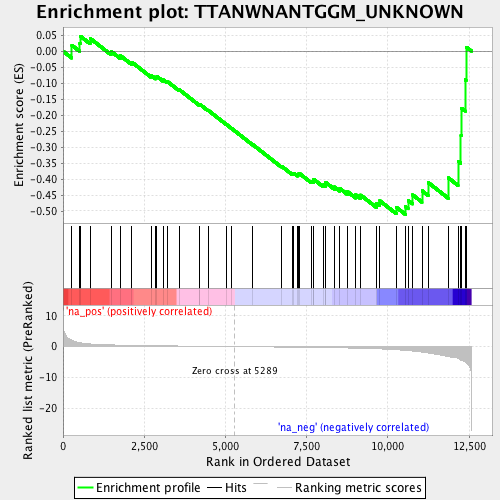 Enrichment plot: TTANWNANTGGM_UNKNOWN
Enrichment score (ES)
0.05
0.00
-0.05
-0.10
-0.15
-0.20
-0.25
-0.30
-0.35
-0.40
-0.45
-0.50
'na_pos' (positively correlated)
Ranked list metric (PreRanked)
10
0
-10
-20
Zero cross at 5289
'na_neg' (negatively correlated)
0
2,500
5,000
7,500
10,000
12,500
Rank in Ordered Dataset
Enrichment profile
Hits
Ranking metric scores